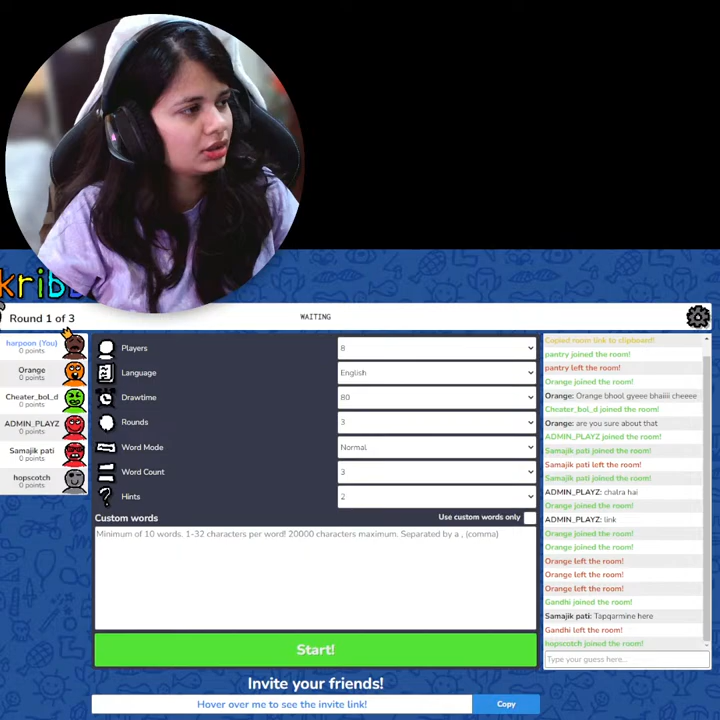 kribb
Round 1 of 3
WAITING
harpoon (You)
0 points
Orange
0 points
Cheater_bol_d
0 points
ADMIN_PLAYZ
0 points
Samajik pati
0 points
hopscotch
0 points
Players
8
Language
English
Drawtime
80
Rounds
3
Word Mode
Normal
Word Count
3
Hints
2
Custom words
Use custom words only
Minimum of 10 words. 1-32 characters per word! 20000 characters maximum. Separated by a , (comma)
Start!
Invite your friends!
Hover over me to see the invite link!
Copy
Copied room link to clipboard!
pantry joined the room!
pantry left the room!
Orange joined the room!
Orange: Orange bhool gyeee bhaiiii cheeee
Cheater_bol_d joined the room!
Orange: are you sure about that
ADMIN_PLAYZ joined the room!
Samajik pati joined the room!
Samajik pati left the room!
Samajik pati joined the room!
ADMIN_PLAYZ: chalra hai
Orange joined the room!
ADMIN_PLAYZ: link
Orange joined the room!
Orange joined the room!
Orange left the room!
Orange left the room!
Orange left the room!
Gandhi joined the room!
Samajik pati: Tapqarmine here
Gandhi left the room!
hopscotch joined the room!
Type your guess here...